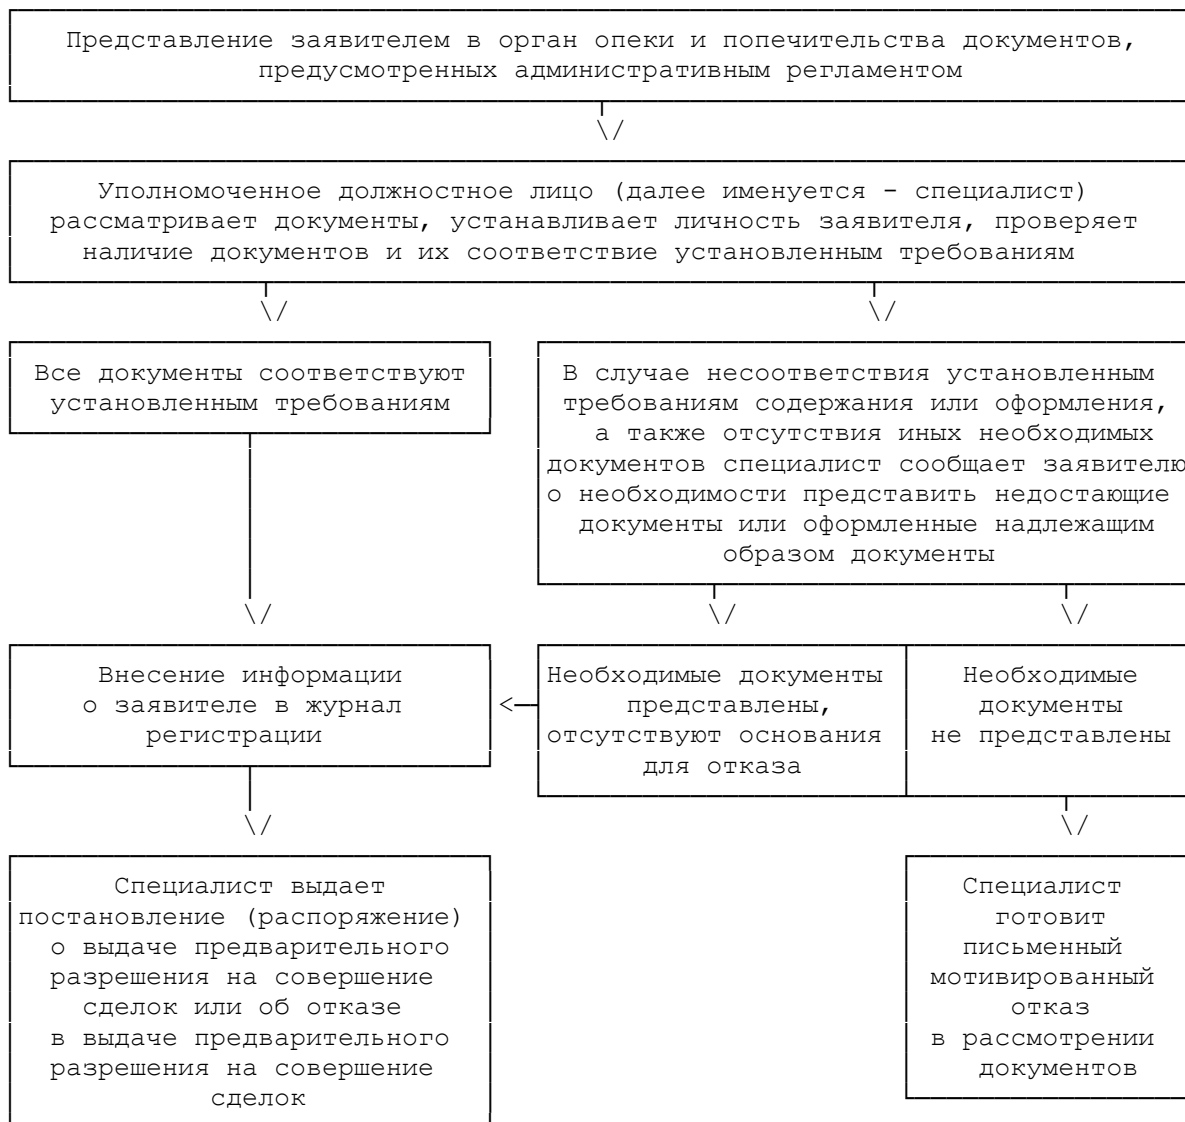 Представление заявителем в орган опеки и попечительства документов,
предусмотренных административным регламентом
Уполномоченное должностное лицо (далее именуется - специалист)
рассматривает документы, устанавливает личность заявителя, проверяет
наличие документов и их соответствие установленным требованиям
Все документы соответствуют
установленным требованиям
В случае несоответствия установленным
требованиям содержания или оформления,
а также отсутствия иных необходимых
документов специалист сообщает заявителю
о необходимости представить недостающие
документы или оформленные надлежащим
образом документы
Внесение информации
о заявителе в журнал
регистрации
Необходимые документы
представлены,
отсутствуют основания
для отказа
Необходимые
документы
не представлены
Специалист выдает
постановление (распоряжение)
о выдаче предварительного
разрешения на совершение
сделок или об отказе
в выдаче предварительного
разрешения на совершение
сделок
Специалист
готовит
письменный
мотивированный
отказ
в рассмотрении
документов